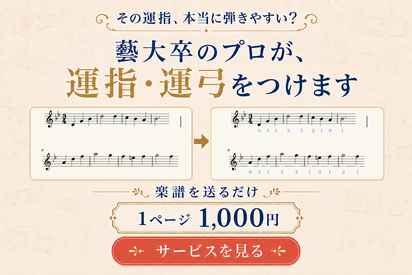 その運指、本当に弾きやすい？
藝大卒のプロが、
運指・運弓をつけます
楽譜を送るだけ
1ページ 1,000円
サービスを見る